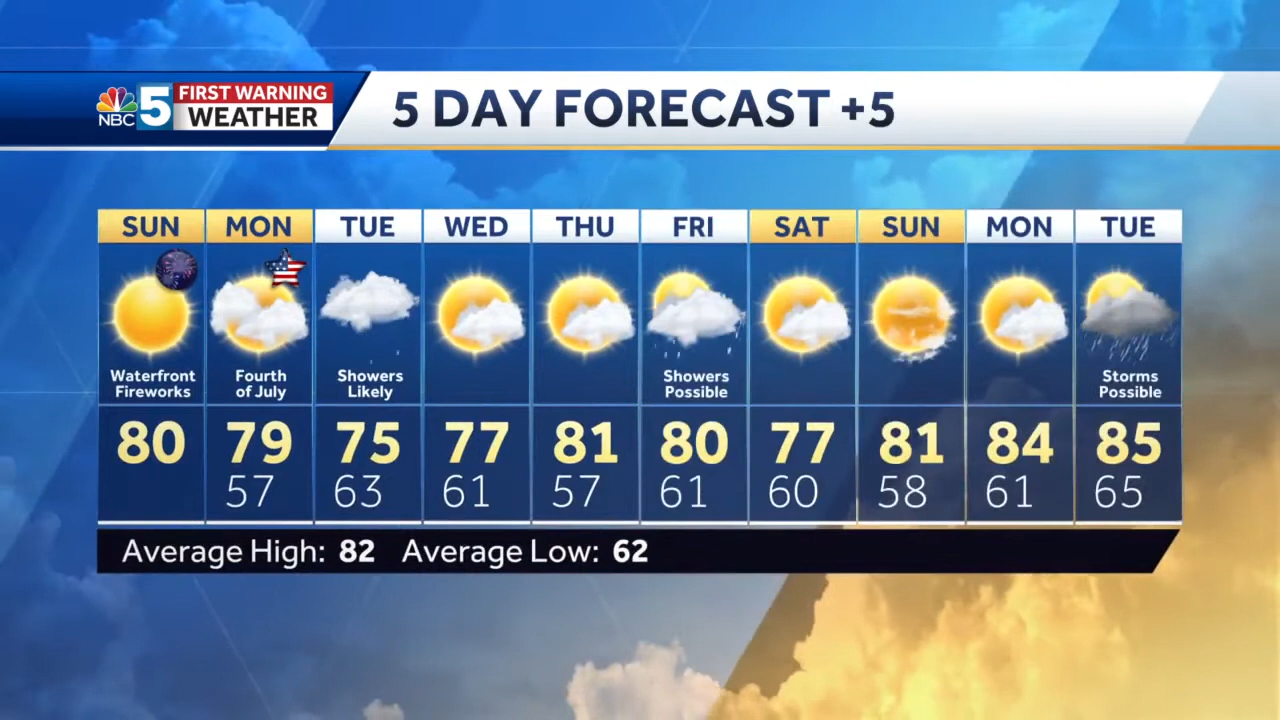 NBC 5 FIRST WARNING WEATHER
5 DAY FORECAST +5
SUN MON TUE WED THU FRI SAT SUN MON TUE
Waterfront Fireworks
Fourth of July
Showers Likely
Showers Possible
Storms Possible
80 79 75 77 81 80 77 81 84 85
57 63 61 57 61 60 58 61 65
Average High: 82 Average Low: 62